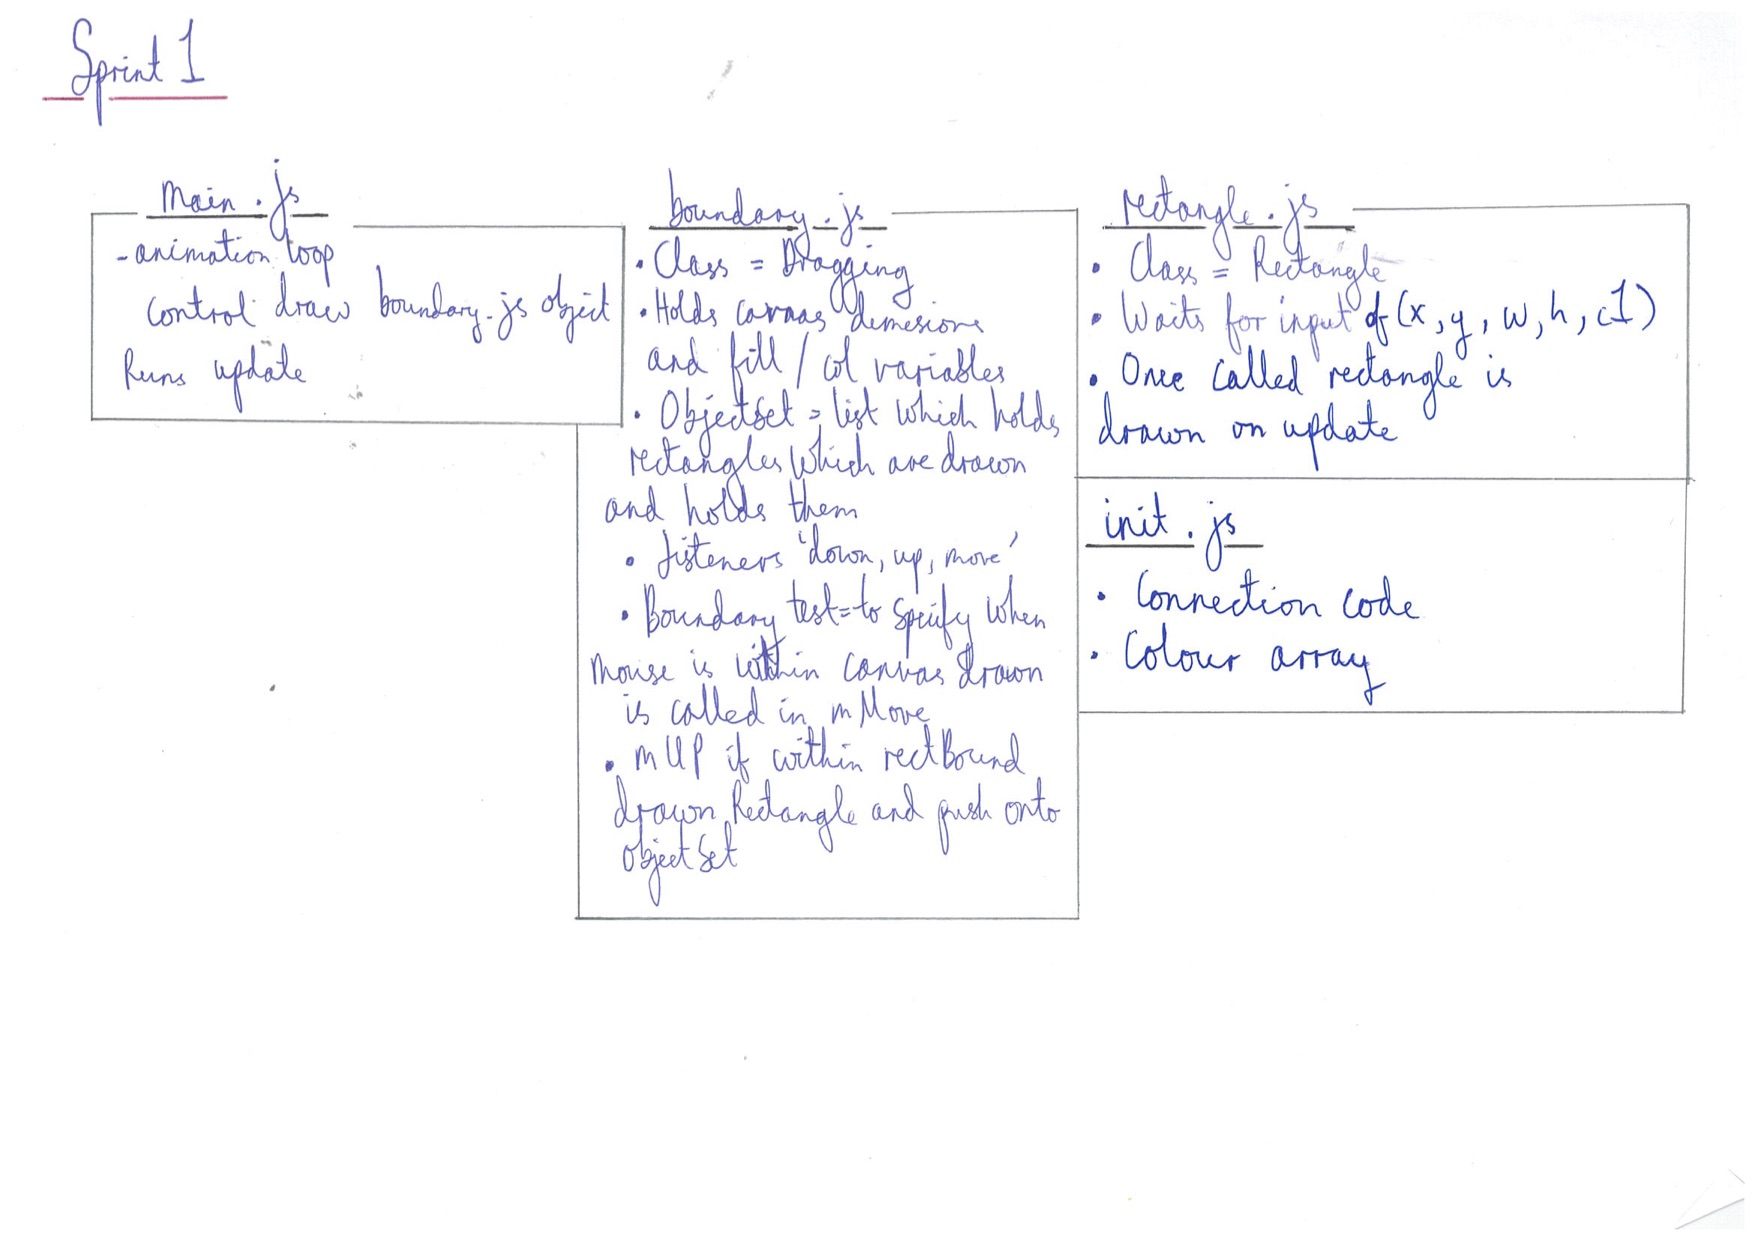 Sprint 1
Main.js
- animation loop
control draw boundary.js object
Runs update
boundary.js
• Class = Dragging
• Holds canvas demesions
and fill / col variables
• ObjectSet = list which holds
rectangles which are drawn
and holds them
• Listeners 'down, up, move'
• Boundary test = to specify when
mouse is within canvas drawn
is called in mMove
• mUP if within rectBound
drawn Rectangle and push onto
objectSet
rectangle.js
• Class = Rectangle
• Waits for input of (x, y, w, h, c1)
• Once called rectangle is
drawn on update
init.js
• Connection code
• Colour array